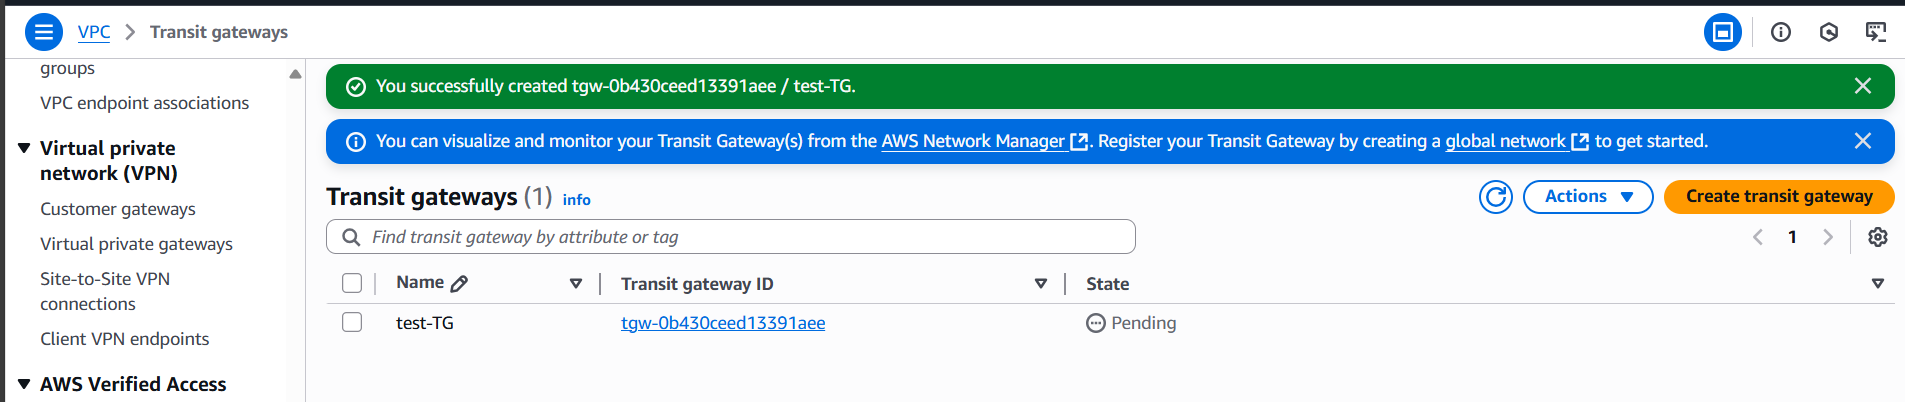 VPC > Transit gateways
groups
VPC endpoint associations
Virtual private
network (VPN)
Customer gateways
Virtual private gateways
Site-to-Site VPN
connections
Client VPN endpoints
AWS Verified Access
You successfully created tgw-0b430ceed13391aee / test-TG.
You can visualize and monitor your Transit Gateway(s) from the AWS Network Manager. Register your Transit Gateway by creating a global network to get started.
Transit gateways (1) info
Actions
Create transit gateway
Find transit gateway by attribute or tag
1
Name Transit gateway ID State
test-TG tgw-0b430ceed13391aee Pending